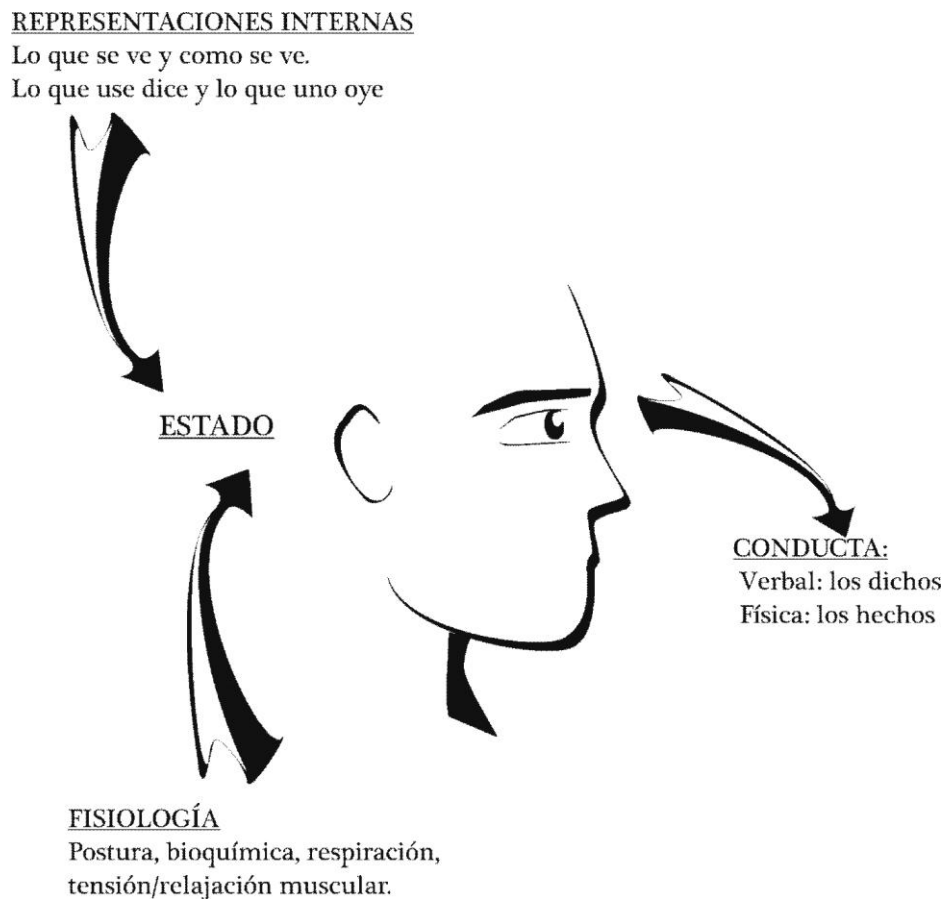 REPRESENTACIONES INTERNAS
Lo que se ve y como se ve.
Lo que use dice y lo que uno oye
ESTADO
CONDUCTA:
Verbal: los dichos
Física: los hechos
FISIOLOGÍA
Postura, bioquímica, respiración,
tensión/relajación muscular.